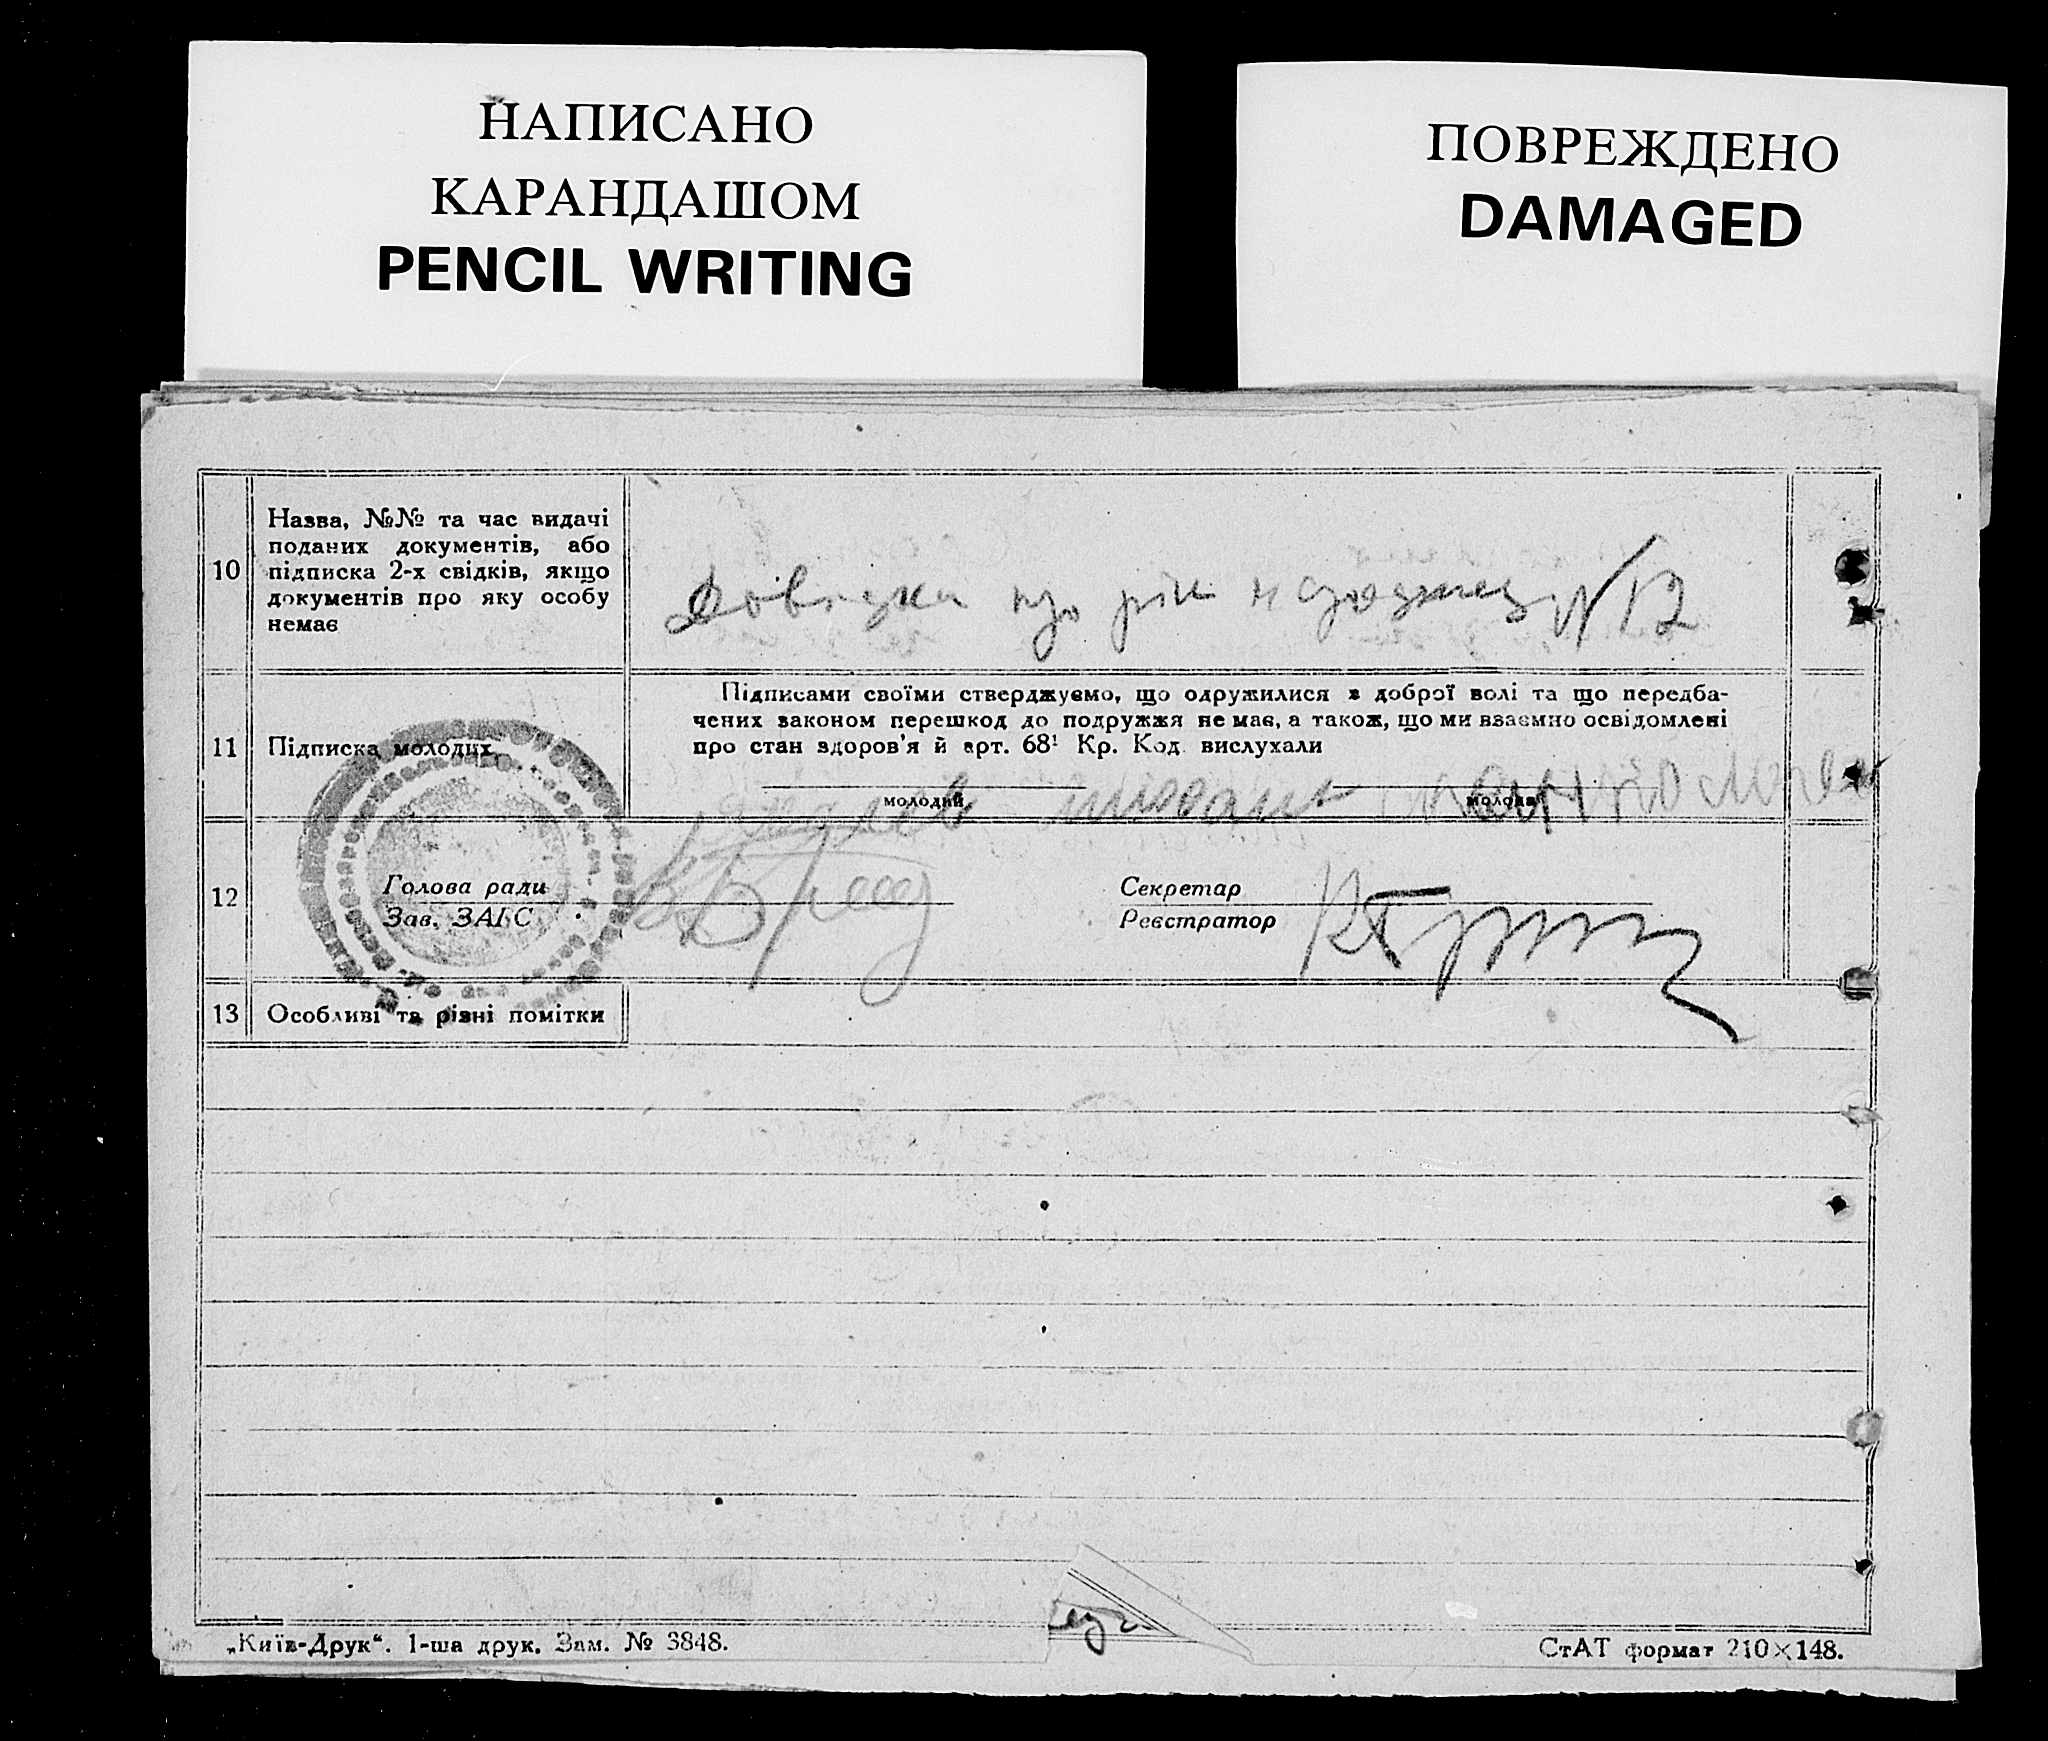 НАПИСАНО
КАРАНДАШОМ
PENCIL WRITING
ПОВРЕЖДЕНО
DAMAGED
10
Назва, №№ та час видачі
поданих документів, або
підписка 2-х свідків, якщо
документів про яку особу
немає
Довідка про рік N 12
11
Підписка молодих
Підписами своїми стверджуємо, що одружилися з доброї волі та що передба-
чених законом перешкод до подружжя не має, а також, що ми взаємно освідомлені
про стан здоров'я й арт. 68¹ Кр. Код. вислухали
молодий
молода
12
Голова ради
Зав. ЗАГС
Секретар
Реєстратор
13
Особливі та різні помітки
„Київ-Друк“. 1-ша друк. Зам. № 3848.
СтАТ формат 210×148.